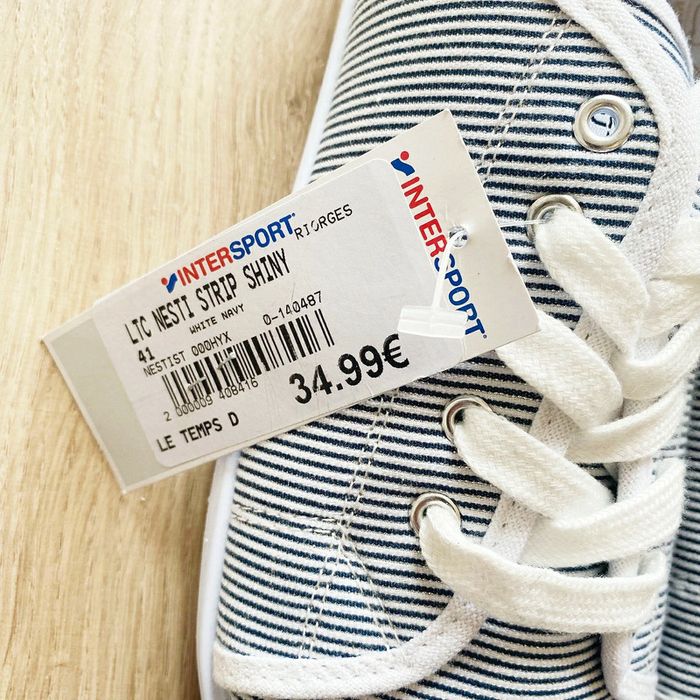 INTERSPORT RIORGES
LTC NESTI STRIP SHINY
WHITE NAVY
41
NESTIST 000HYX 0-140487
2 000009 408416
34.99€
LE TEMPS D
INTERSPORT